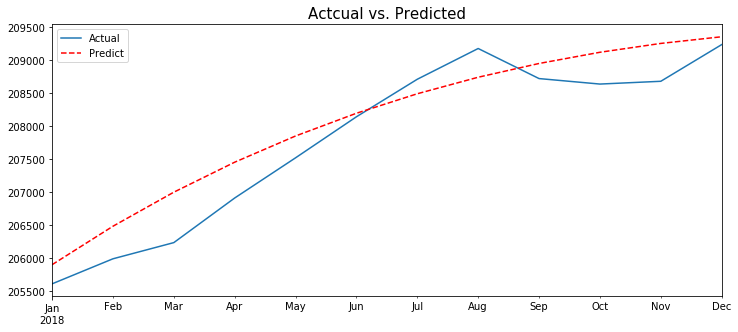 Actcual vs. Predicted
Actual
Predict
209500
209000
208500
208000
207500
207000
206500
206000
205500
Jan Feb Mar Apr May Jun Jul Aug Sep Oct Nov Dec
2018